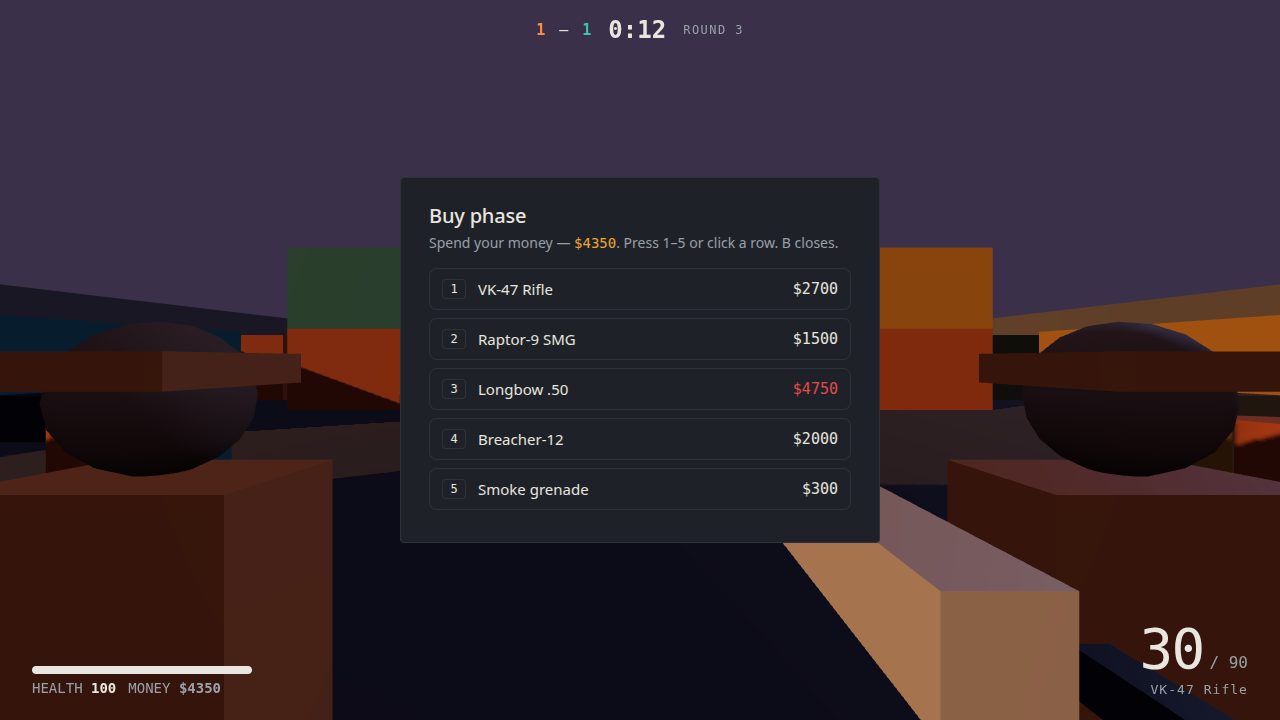 1 – 1 0:12 ROUND 3
Buy phase
Spend your money — $4350. Press 1–5 or click a row. B closes.
1 VK-47 Rifle $2700
2 Raptor-9 SMG $1500
3 Longbow .50 $4750
4 Breacher-12 $2000
5 Smoke grenade $300
30 / 90
HEALTH 100 MONEY $4350
VK-47 Rifle